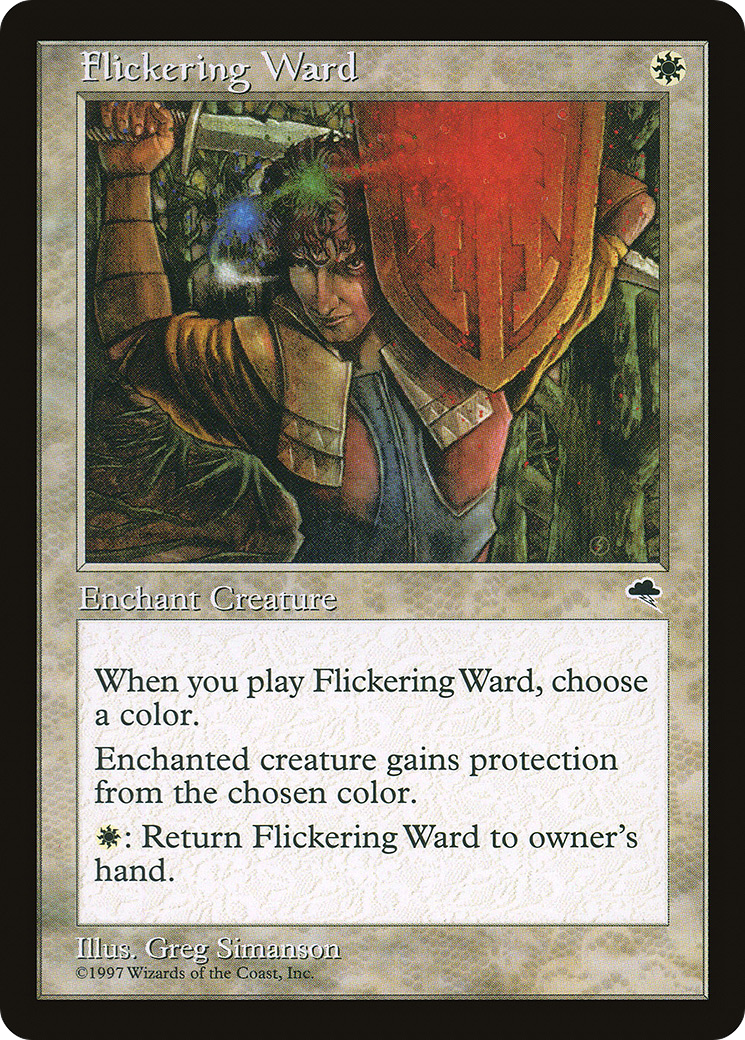 Flickering Ward
Enchant Creature
When you play Flickering Ward, choose
a color.
Enchanted creature gains protection
from the chosen color.
: Return Flickering Ward to owner's
hand.
Illus. Greg Simanson
©1997 Wizards of the Coast, Inc.